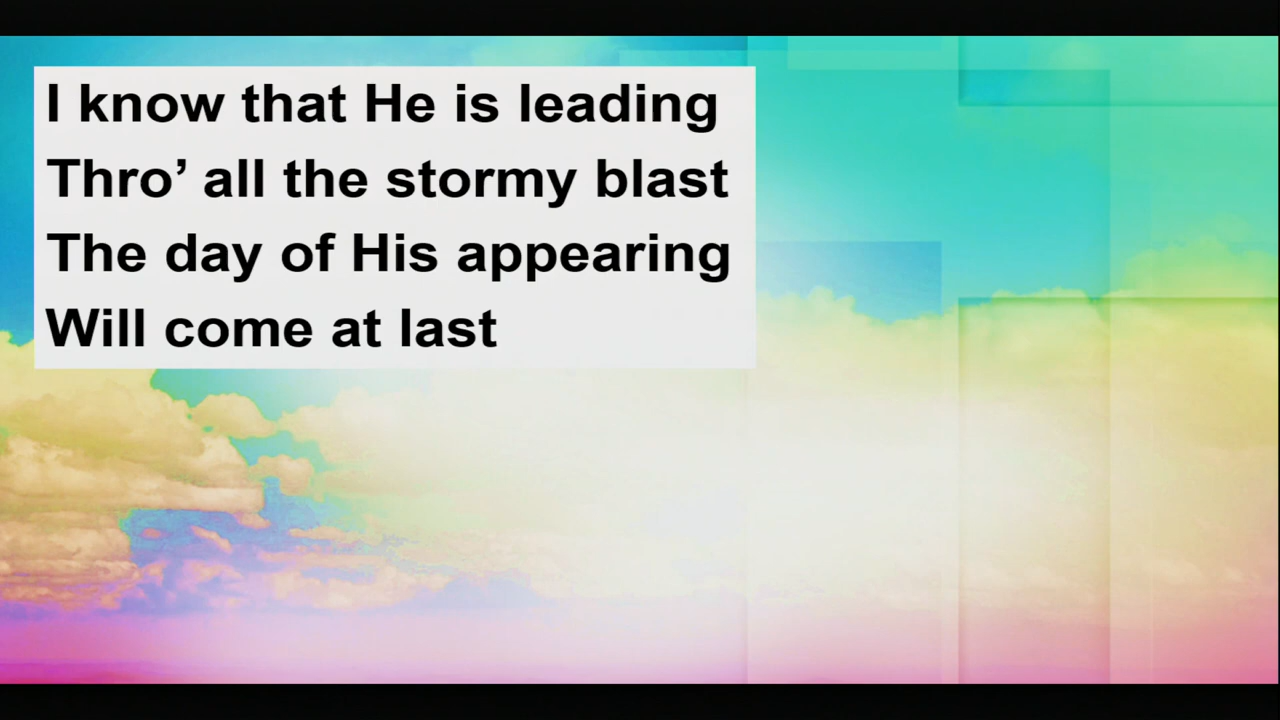 I know that He is leading
Thro’ all the stormy blast
The day of His appearing
Will come at last